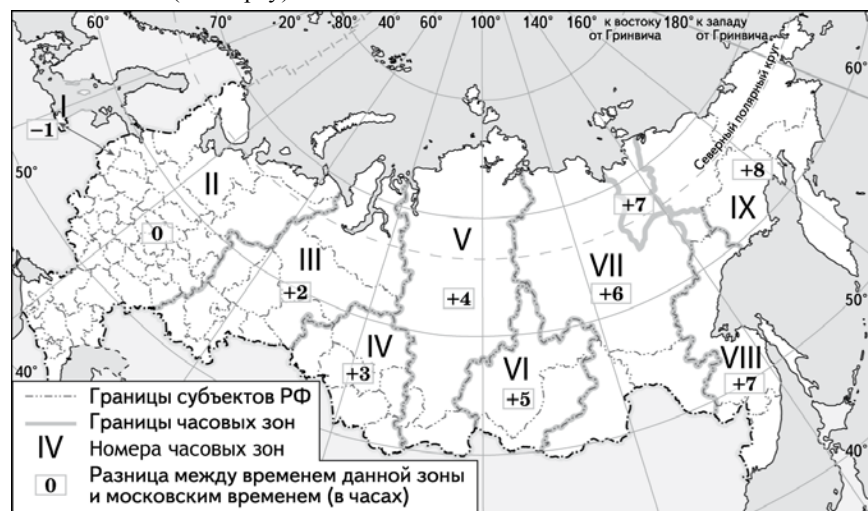 60°
70°
20°
80°
40°
60°
100°
140°
160°
к востоку
от Гринвича
180°
к западу
от Гринвича
60°
Северный полярный круг
I
−1
50°
II
0
III
+2
IV
+3
V
+4
VI
+5
VII
+6
+7
+8
IX
VIII
+7
50°
40°
40°
Границы субъектов РФ
Границы часовых зон
IV Номера часовых зон
0 Разница между временем данной зоны
и московским временем (в часах)